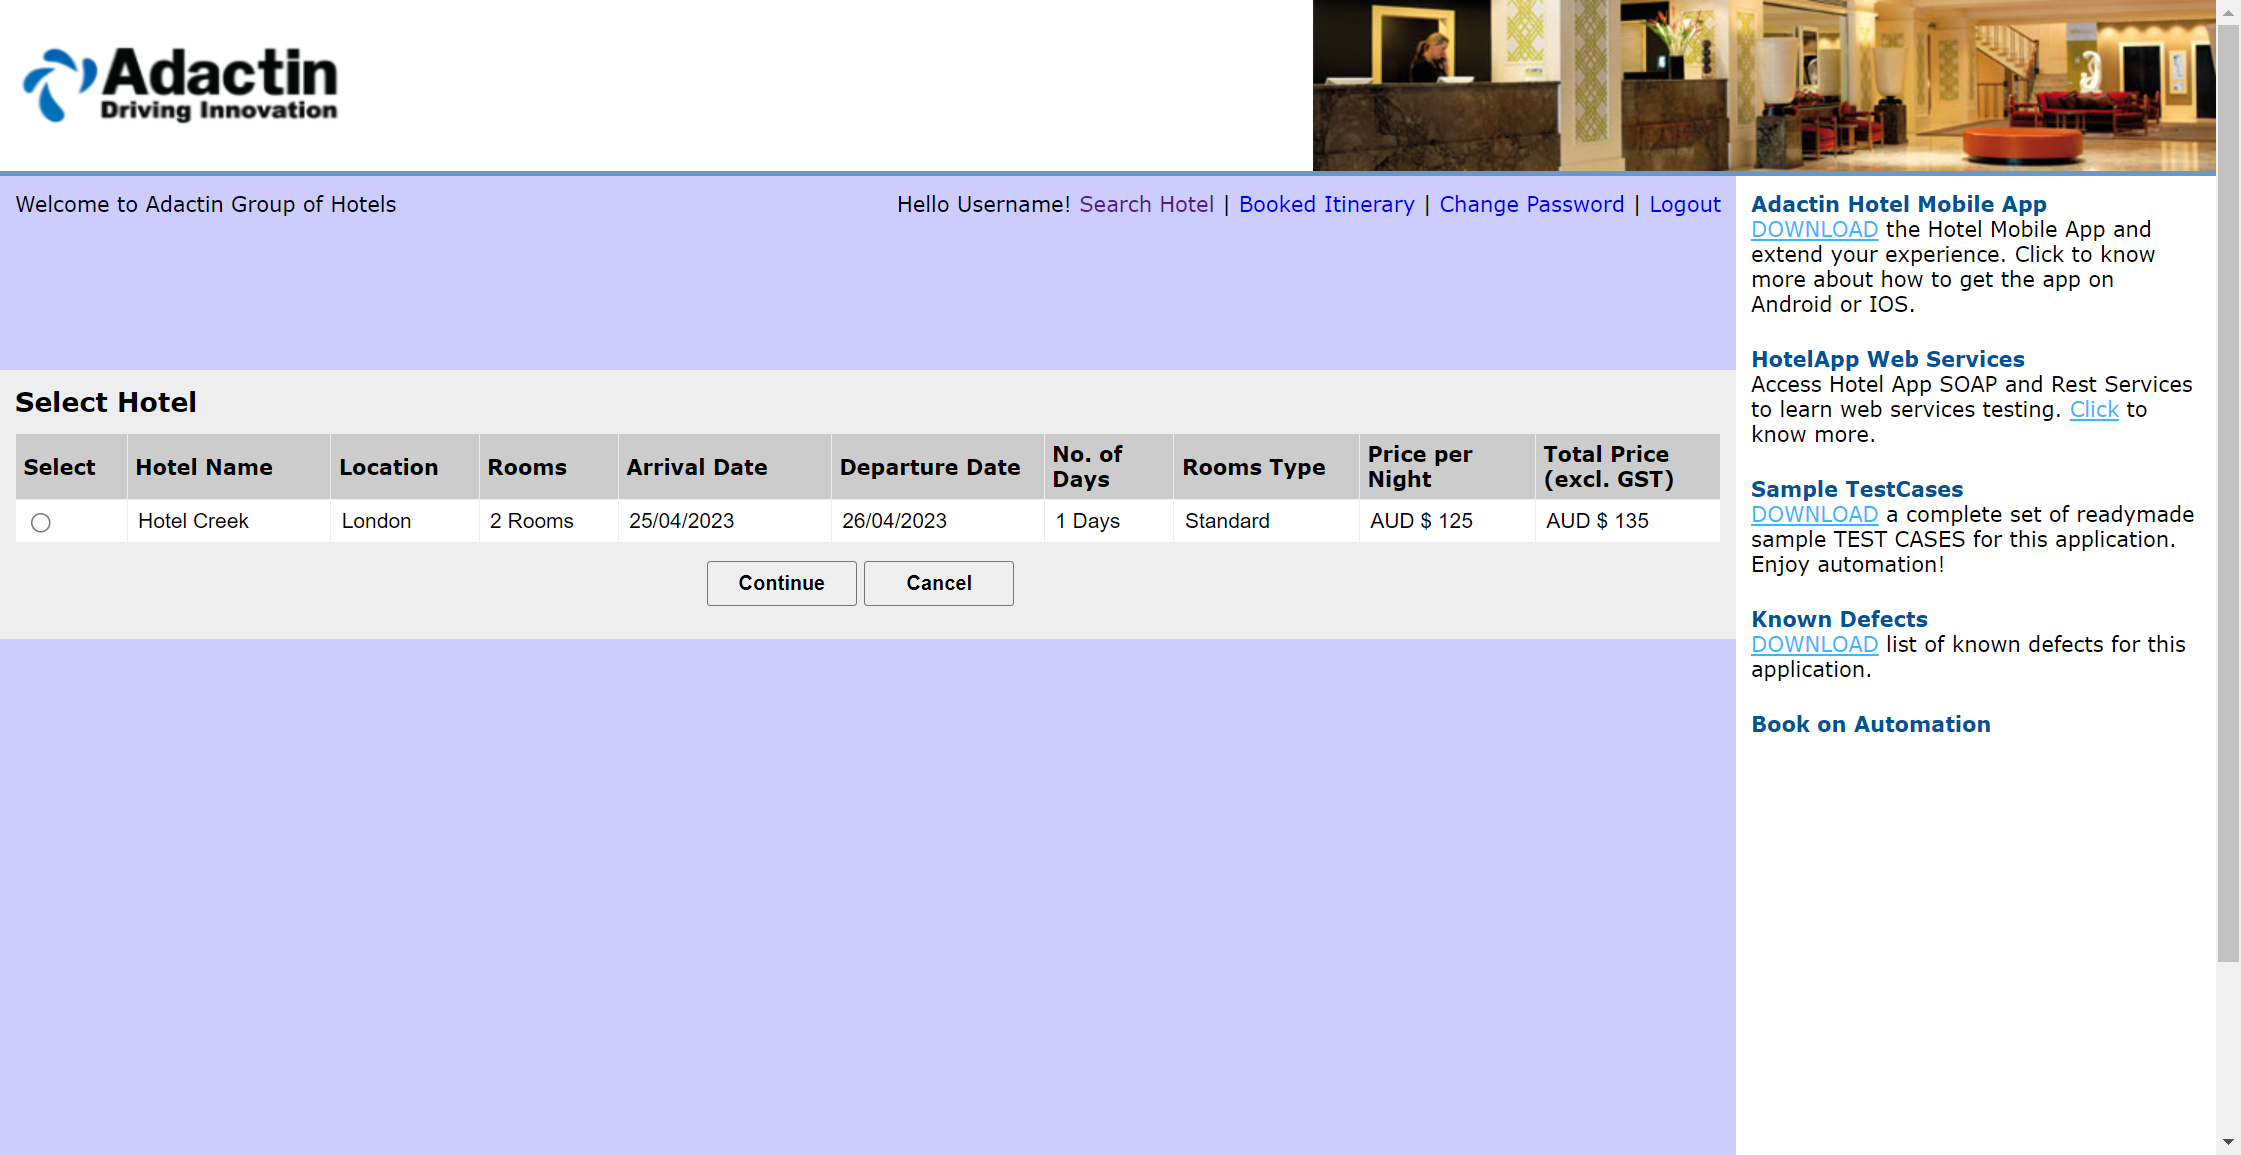 Adactin
Driving Innovation
Welcome to Adactin Group of Hotels
Hello Username! Search Hotel | Booked Itinerary | Change Password | Logout
Select Hotel
Select Hotel Name Location Rooms Arrival Date Departure Date No. of Days Rooms Type Price per Night Total Price (excl. GST)
Hotel Creek London 2 Rooms 25/04/2023 26/04/2023 1 Days Standard AUD $ 125 AUD $ 135
Continue Cancel
Adactin Hotel Mobile App
DOWNLOAD the Hotel Mobile App and
extend your experience. Click to know
more about how to get the app on
Android or IOS.
HotelApp Web Services
Access Hotel App SOAP and Rest Services
to learn web services testing. Click to
know more.
Sample TestCases
DOWNLOAD a complete set of readymade
sample TEST CASES for this application.
Enjoy automation!
Known Defects
DOWNLOAD list of known defects for this
application.
Book on Automation